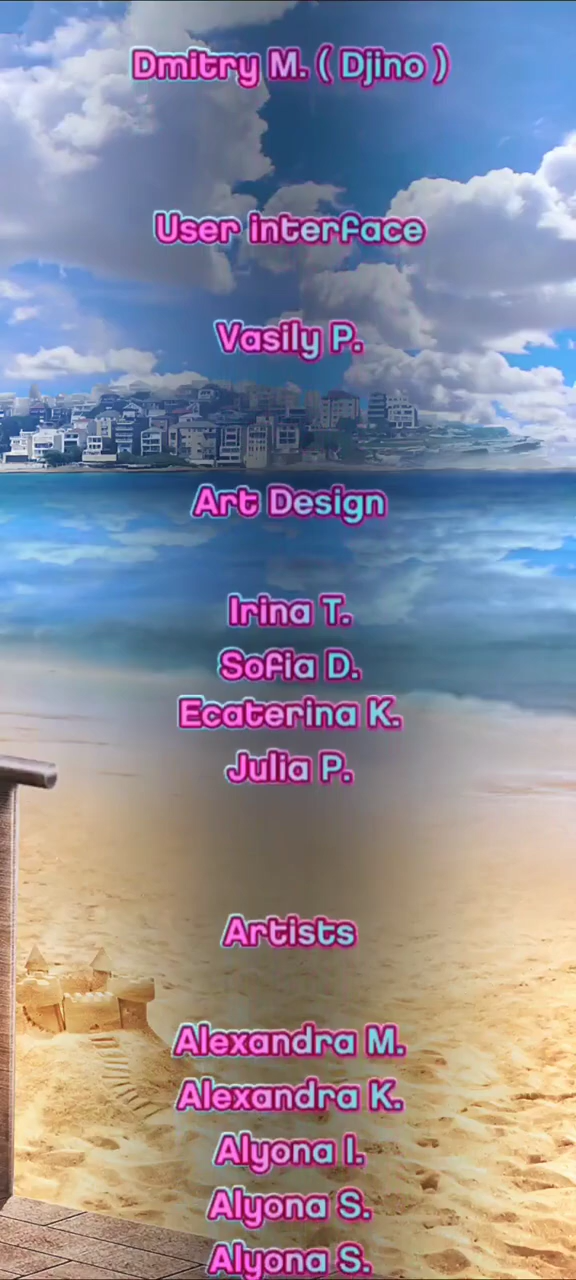 Dmitry M. ( Djino )
User interface
Vasily P.
Art Design
Irina T.
Sofia D.
Ecaterina K.
Julia P.
Artists
Alexandra M.
Alexandra K.
Alyona I.
Alyona S.
Alyona S.